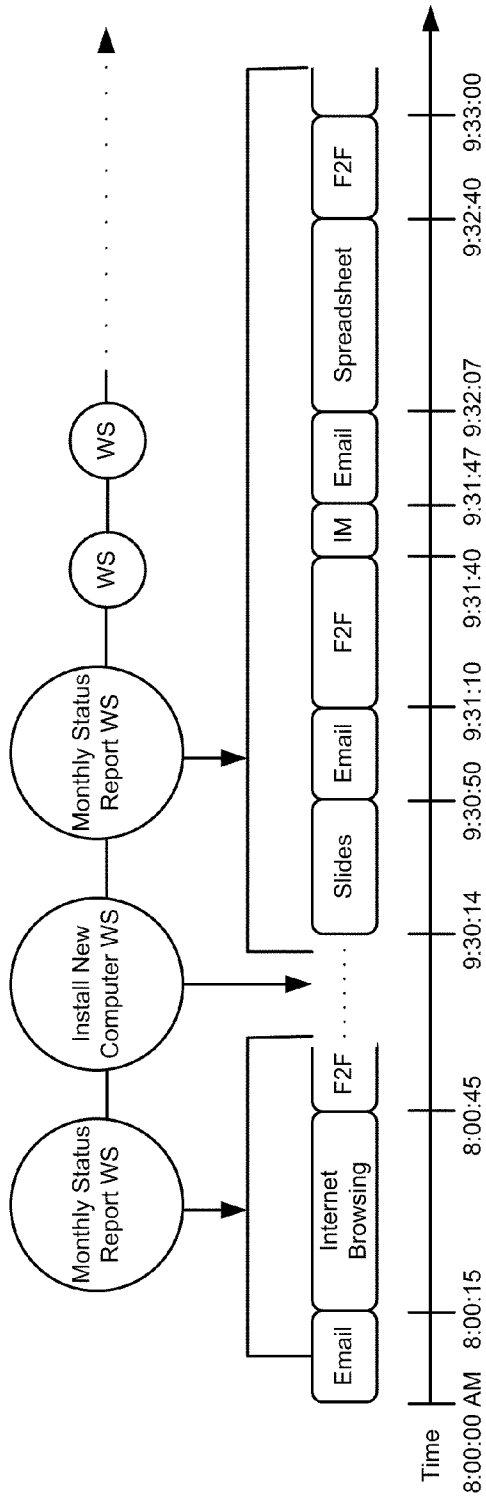 Monthly Status
Report WS
Install New
Computer WS
Monthly Status
Report WS
WS
WS
Email
Internet
Browsing
F2F
Slides
Email
F2F
IM
Email
Spreadsheet
F2F
Time
8:00:00 AM
8:00:15
8:00:45
9:30:14
9:30:50
9:31:10
9:31:40
9:31:47
9:32:07
9:32:40
9:33:00